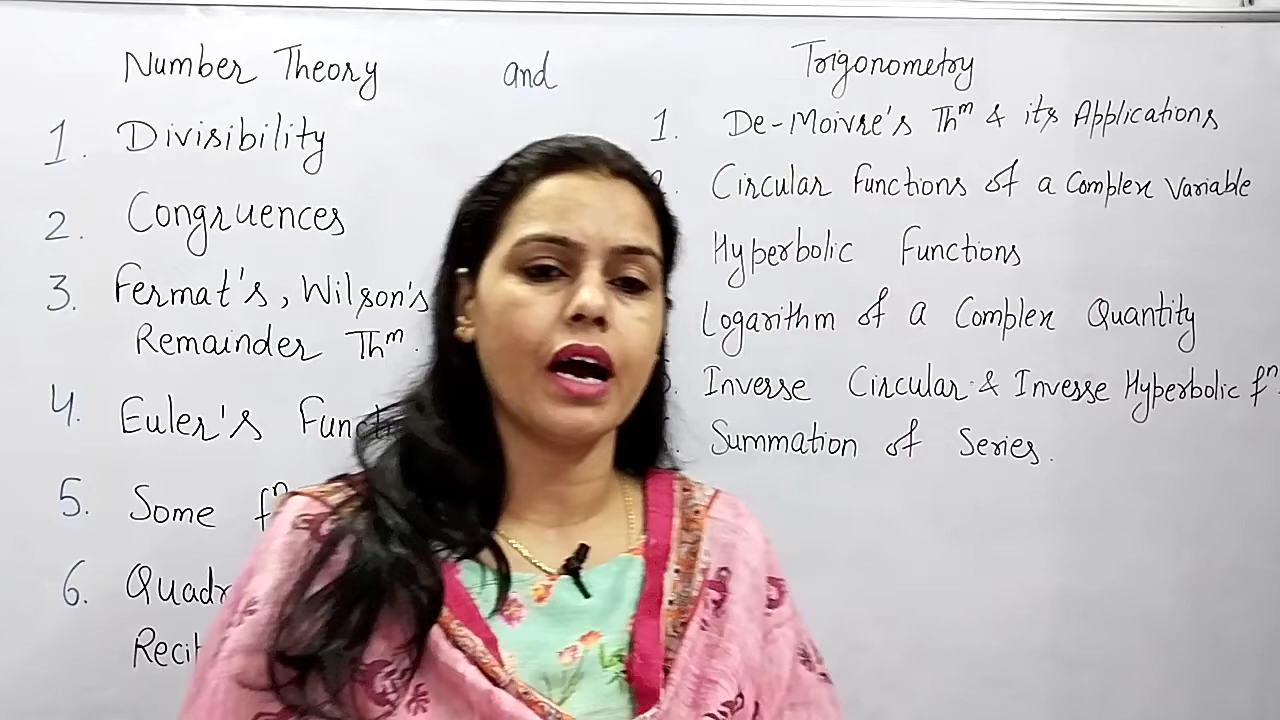 Number Theory and Trigonometry
1. Divisibility
2. Congruences
3. Fermat's, Wilson's
Remainder Thᵐ.
4. Euler's
5. Some fⁿ
6.
1. De-Moivre's Thᵐ & its Applications
Circular Functions of a Complex Variable
Hyperbolic Functions
Logarithm of a Complex Quantity
Inverse Circular & Inverse Hyperbolic fⁿ
Summation of Series.